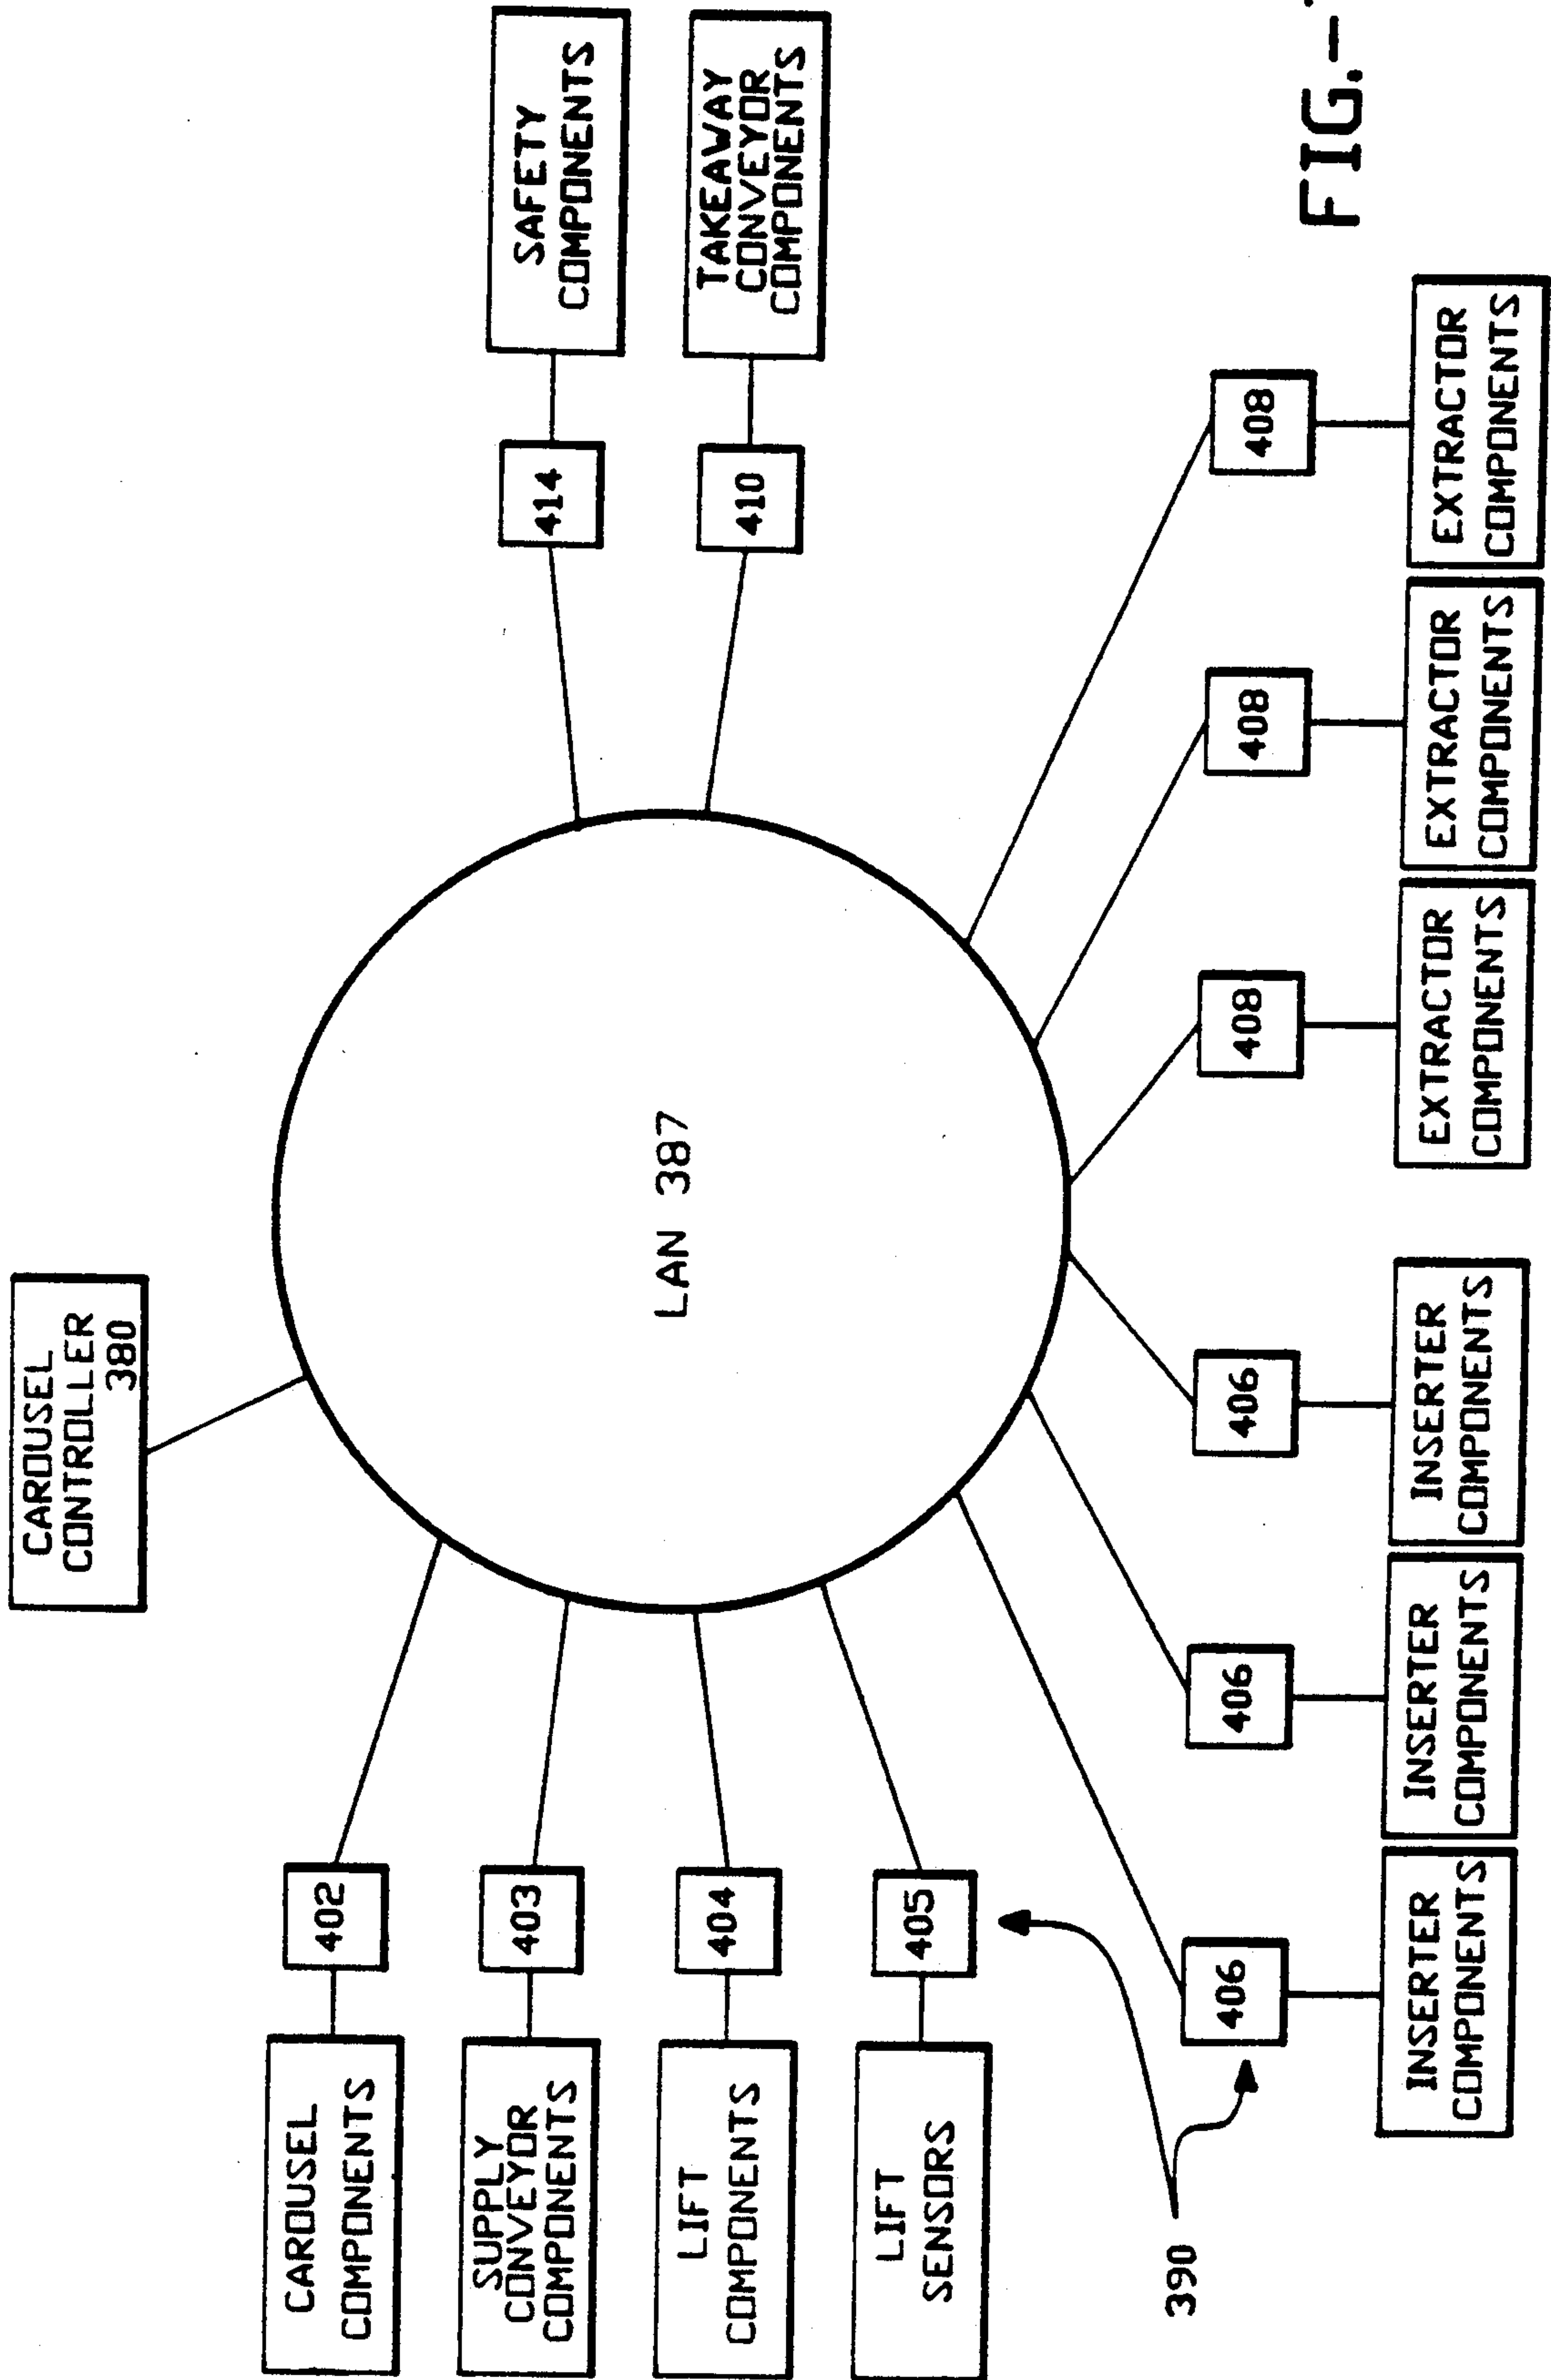 CAROUSEL
CONTROLLER
380
CAROUSEL
COMPONENTS
402
SUPPLY
CONVEYOR
COMPONENTS
403
LIFT
COMPONENTS
404
LIFT
SENSORS
405
LAN 387
414
SAFETY
COMPONENTS
410
TAKEAWAY
CONVEYOR
COMPONENTS
390
406
406
406
408
408
408
INSERTER
COMPONENTS
INSERTER
COMPONENTS
INSERTER
COMPONENTS
EXTRACTOR
COMPONENTS
EXTRACTOR
COMPONENTS
EXTRACTOR
COMPONENTS
FIG.-